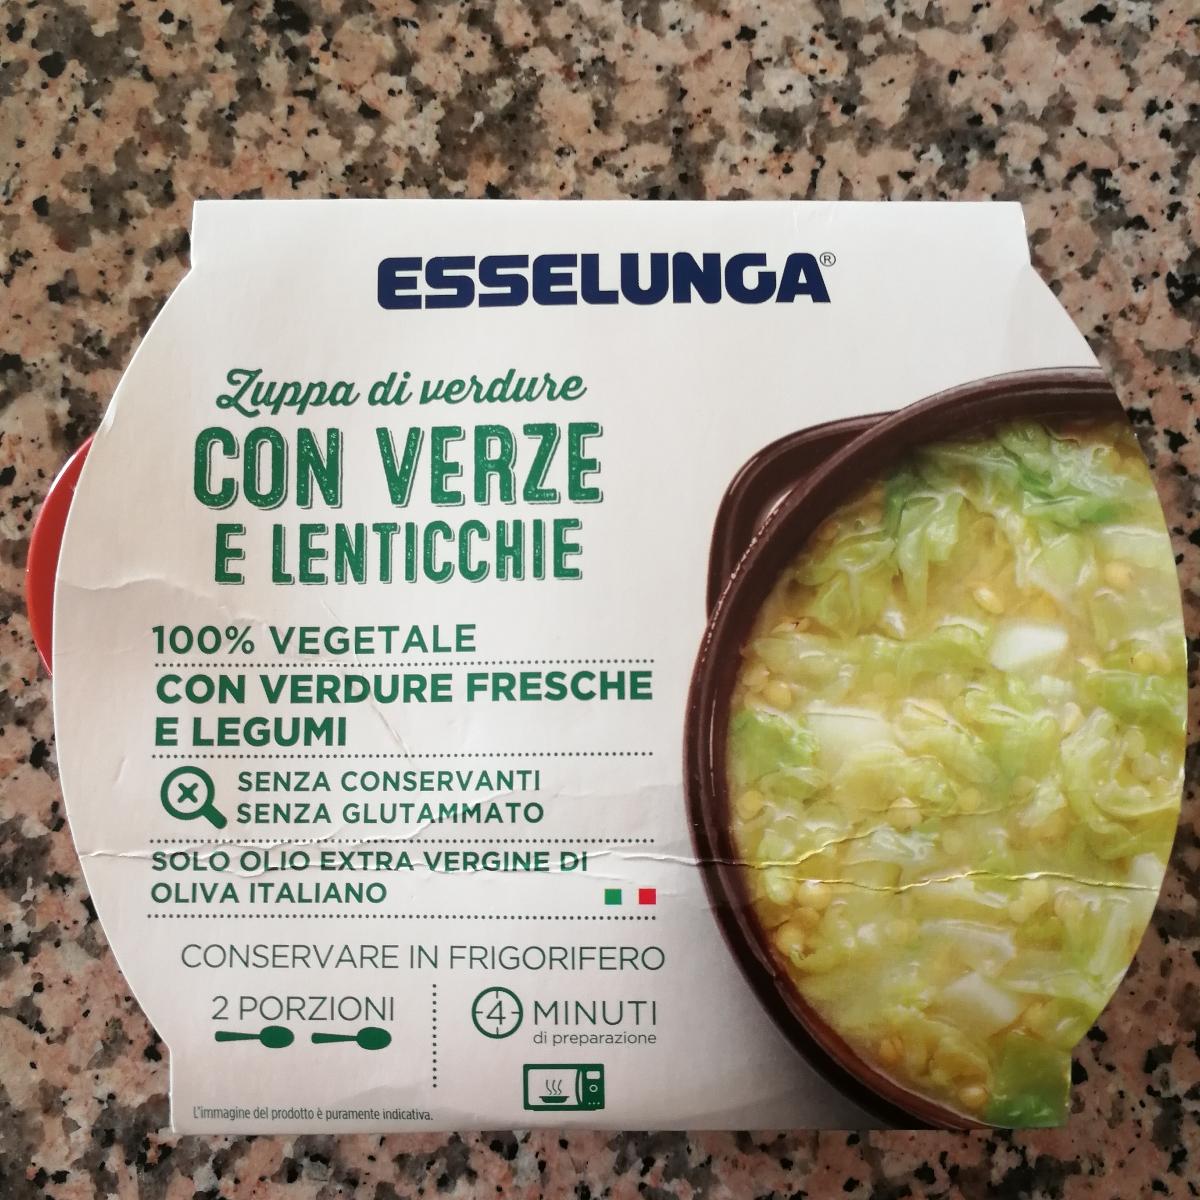 ESSELUNGA®
Zuppa di verdure
CON VERZE
E LENTICCHIE
100% VEGETALE
CON VERDURE FRESCHE
E LEGUMI
SENZA CONSERVANTI
SENZA GLUTAMMATO
SOLO OLIO EXTRA VERGINE DI
OLIVA ITALIANO
CONSERVARE IN FRIGORIFERO
2 PORZIONI
4 MINUTI
di preparazione
L'immagine del prodotto è puramente indicativa.